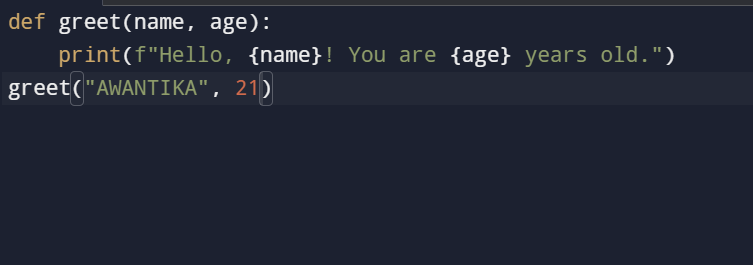 def greet(name, age):
    print(f"Hello, {name}! You are {age} years old.")
greet("AWANTIKA", 21)